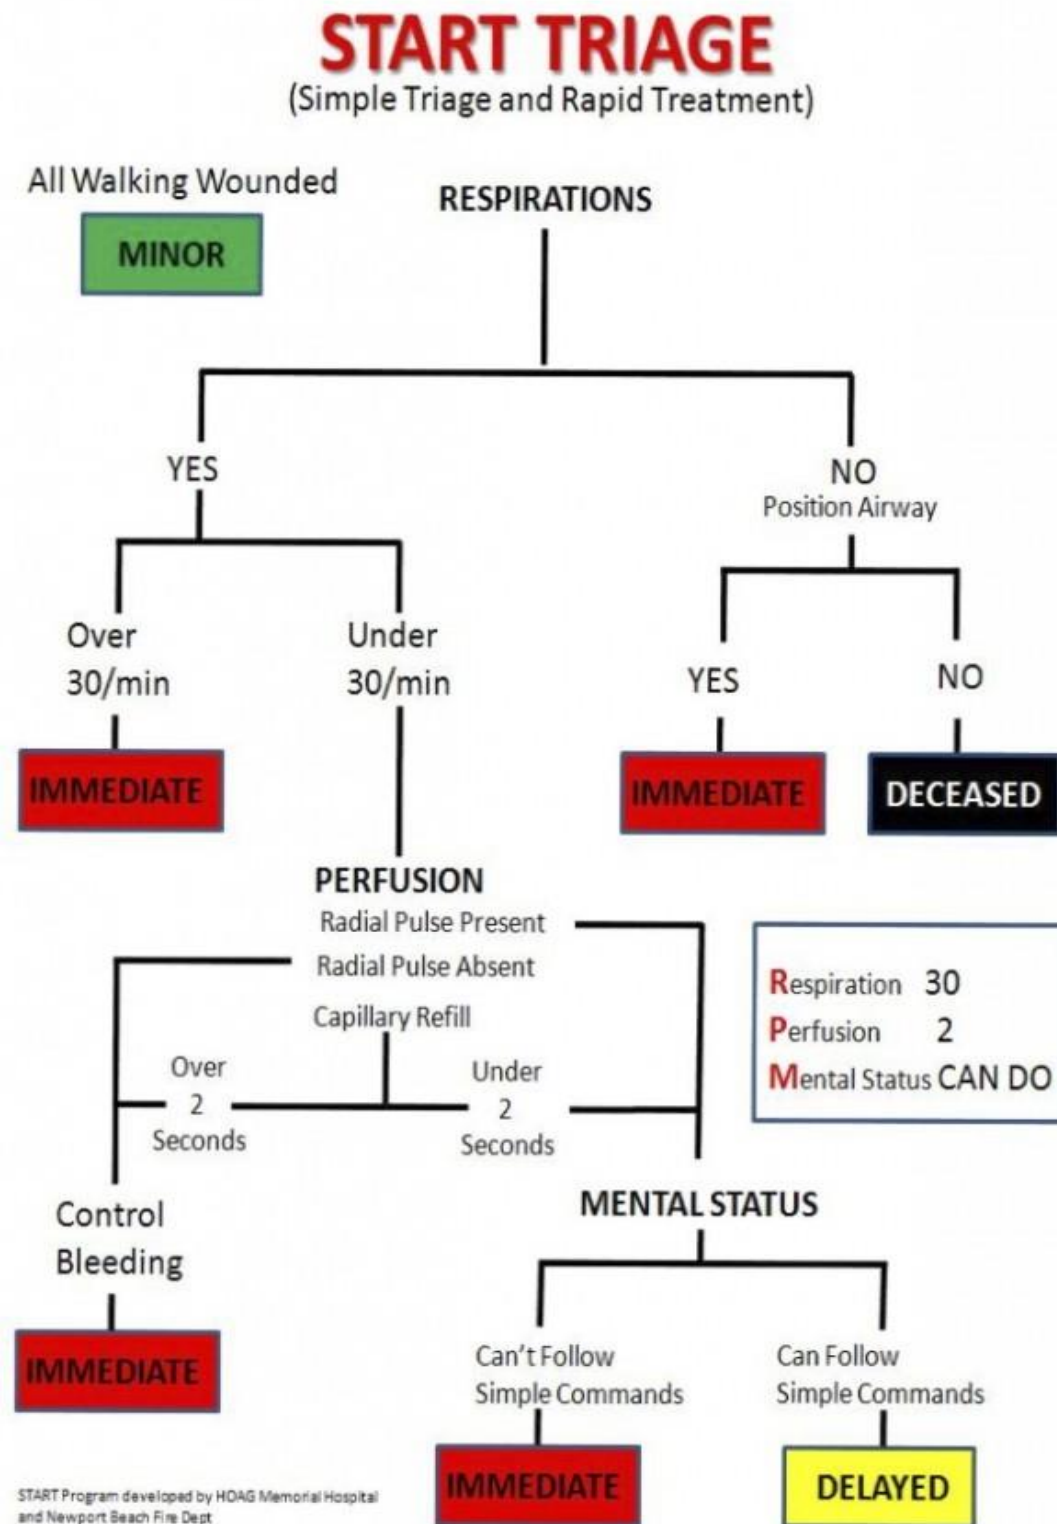 START TRIAGE
(Simple Triage and Rapid Treatment)
All Walking Wounded
MINOR
RESPIRATIONS
YES
NO
Position Airway
Over
30/min
Under
30/min
YES
NO
IMMEDIATE
IMMEDIATE
DECEASED
PERFUSION
Radial Pulse Present
Radial Pulse Absent
Capillary Refill
Over
2
Seconds
Under
2
Seconds
Respiration 30
Perfusion 2
Mental Status CAN DO
Control
Bleeding
IMMEDIATE
MENTAL STATUS
Can't Follow
Simple Commands
Can Follow
Simple Commands
IMMEDIATE
DELAYED
START Program developed by HOAG Memorial Hospital
and Newport Beach Fire Dept